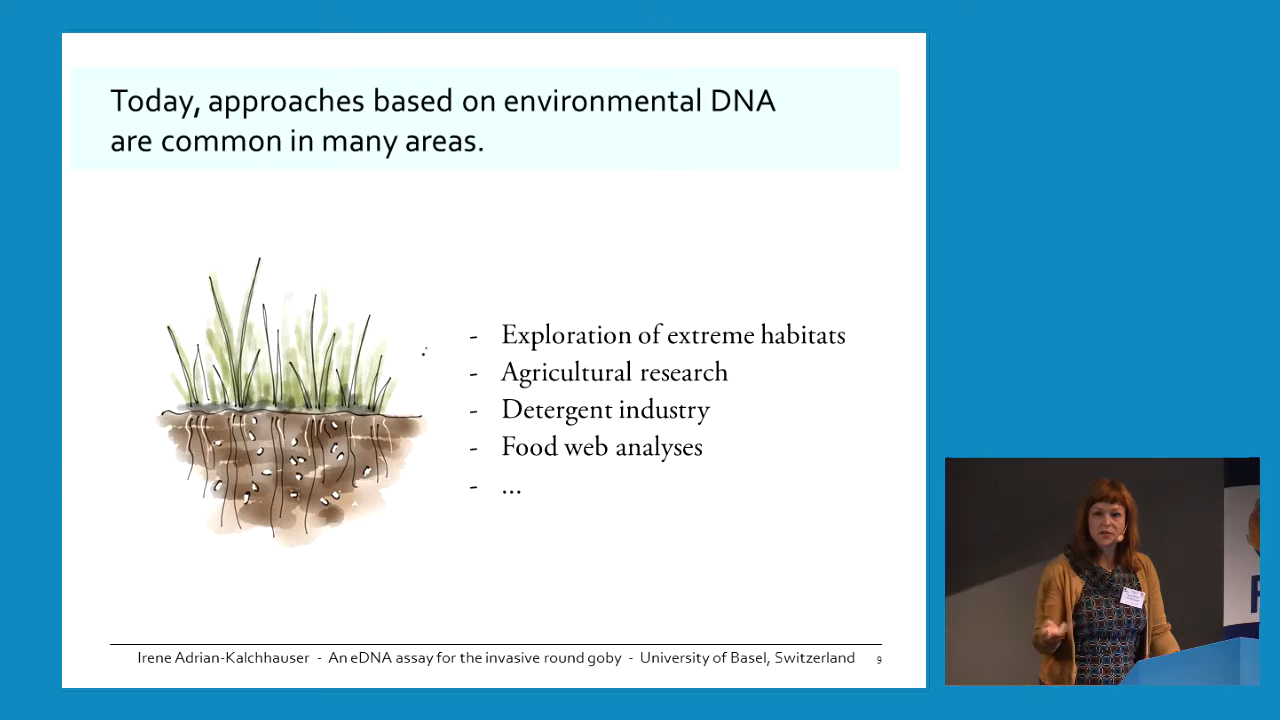 Today, approaches based on environmental DNA
are common in many areas.
- Exploration of extreme habitats
- Agricultural research
- Detergent industry
- Food web analyses
- ...
Irene Adrian-Kalchhauser - An eDNA assay for the invasive round goby - University of Basel, Switzerland 9